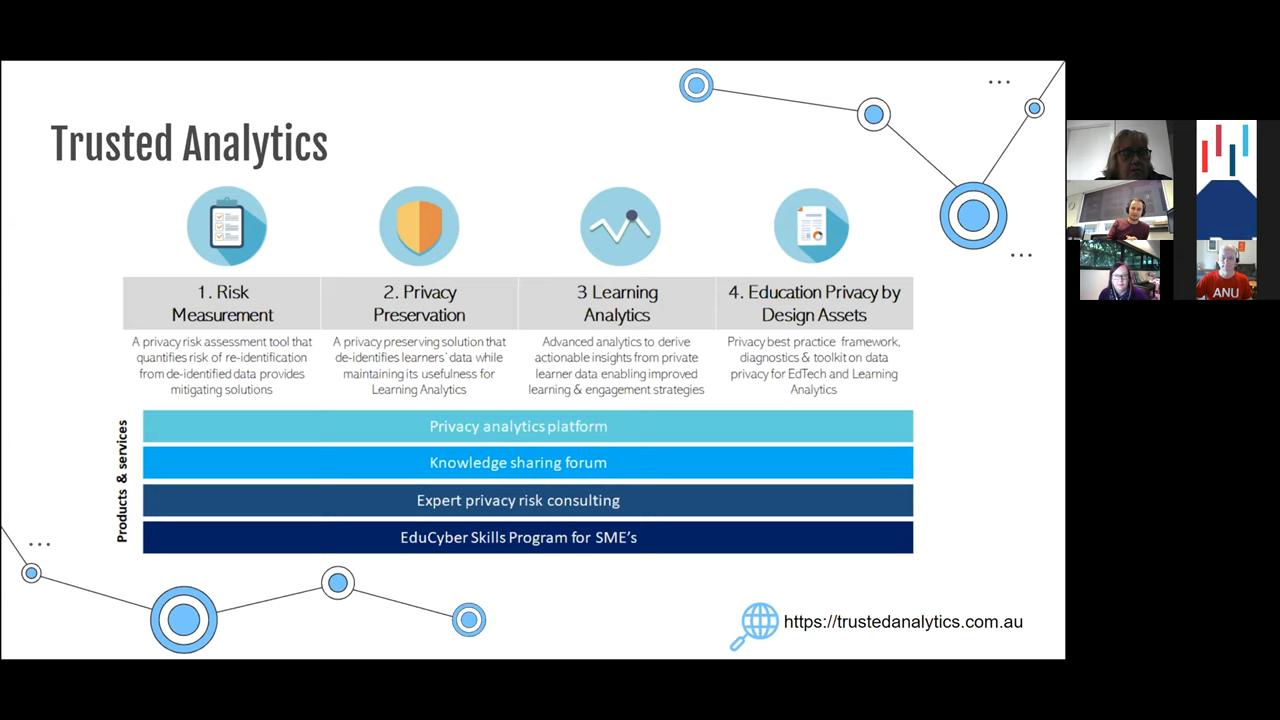 Trusted Analytics
1. Risk
Measurement
2. Privacy
Preservation
3 Learning
Analytics
4. Education Privacy by
Design Assets
A privacy risk assessment tool that
quantifies risk of re-identification
from de-identified data provides
mitigating solutions
A privacy preserving solution that
de-identifies learners' data while
maintaining its usefulness for
Learning Analytics
Advanced analytics to derive
actionable insights from private
learner data enabling improved
learning & engagement strategies
Privacy best practice framework,
diagnostics & toolkit on data
privacy for EdTech and Learning
Analytics
Products & services
Privacy analytics platform
Knowledge sharing forum
Expert privacy risk consulting
EduCyber Skills Program for SME's
https://trustedanalytics.com.au
ANU